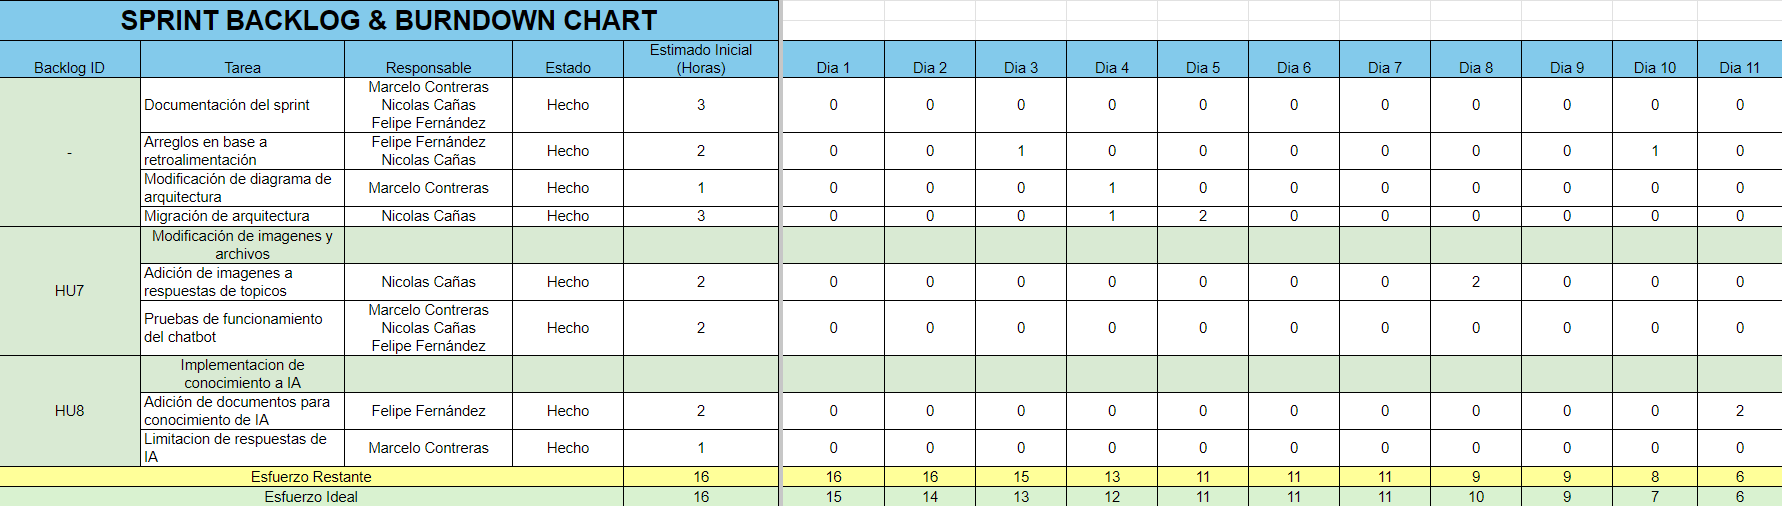 SPRINT BACKLOG & BURNDOWN CHART
Backlog ID Tarea Responsable Estado Estimado Inicial (Horas) Dia 1 Dia 2 Dia 3 Dia 4 Dia 5 Dia 6 Dia 7 Dia 8 Dia 9 Dia 10 Dia 11
-
Documentación del sprint Marcelo Contreras Nicolas Cañas Felipe Fernández Hecho 3 0 0 0 0 0 0 0 0 0 0 0
Arreglos en base a retroalimentación Felipe Fernández Nicolas Cañas Hecho 2 0 0 1 0 0 0 0 0 0 1 0
Modificación de diagrama de arquitectura Marcelo Contreras Hecho 1 0 0 0 1 0 0 0 0 0 0 0
Migración de arquitectura Nicolas Cañas Hecho 3 0 0 0 1 2 0 0 0 0 0 0
HU7
Modificación de imagenes y archivos
Adición de imagenes a respuestas de topicos Nicolas Cañas Hecho 2 0 0 0 0 0 0 0 2 0 0 0
Pruebas de funcionamiento del chatbot Marcelo Contreras Nicolas Cañas Felipe Fernández Hecho 2 0 0 0 0 0 0 0 0 0 0 0
HU8
Implementacion de conocimiento a IA
Adición de documentos para conocimiento de IA Felipe Fernández Hecho 2 0 0 0 0 0 0 0 0 0 0 2
Limitacion de respuestas de IA Marcelo Contreras Hecho 1 0 0 0 0 0 0 0 0 0 0 0
Esfuerzo Restante 16 16 16 15 13 11 11 11 9 9 8 6
Esfuerzo Ideal 16 15 14 13 12 11 11 11 10 9 7 6